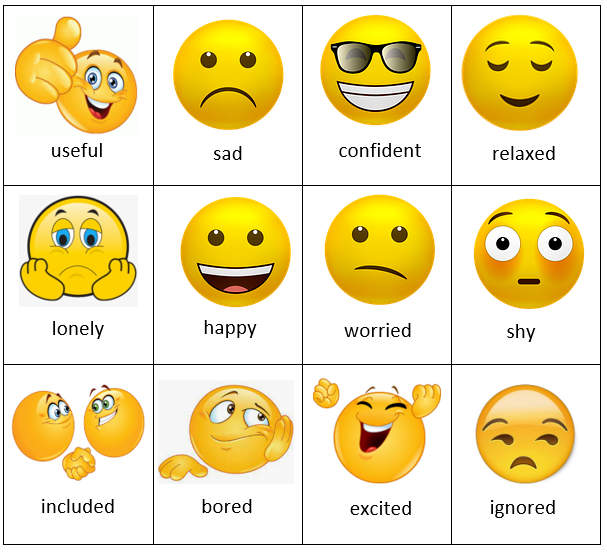 useful
sad
confident
relaxed
lonely
happy
worried
shy
included
bored
excited
ignored